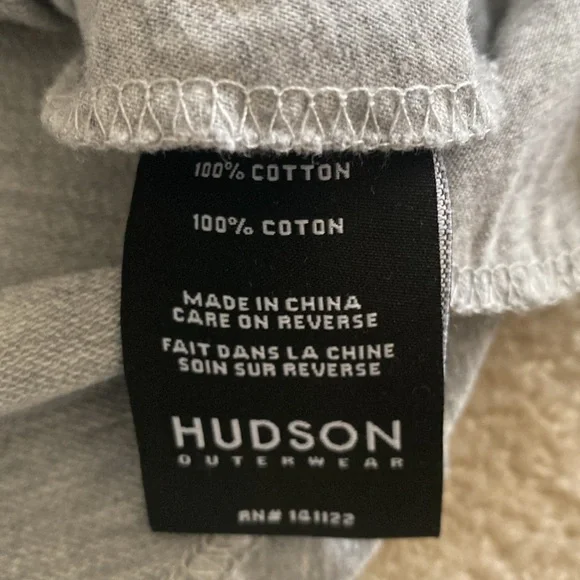 100% COTTON
100% COTON
MADE IN CHINA
CARE ON REVERSE
FAIT DANS LA CHINE
SOIN SUR REVERSE
HUDSON
OUTERWEAR
RN# 141122